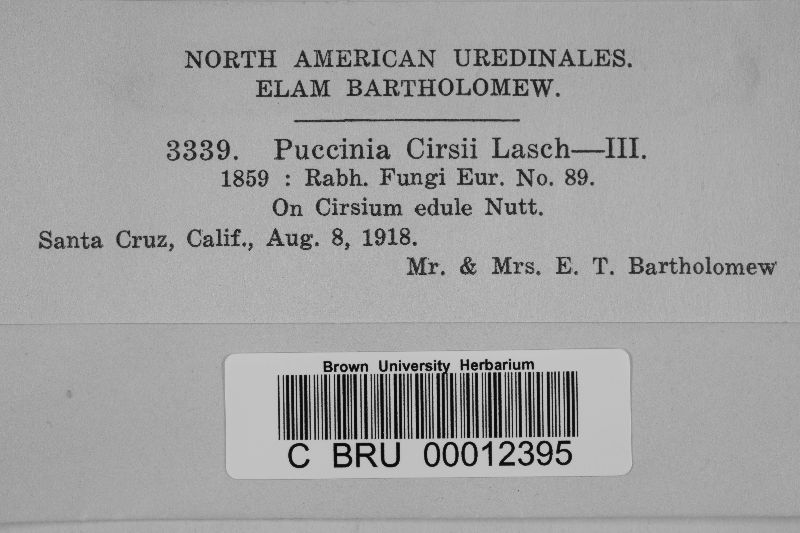 NORTH AMERICAN UREDINALES.
ELAM BARTHOLOMEW.
3339. Puccinia Cirsii Lasch—III.
1859 : Rabh. Fungi Eur. No. 89.
On Cirsium edule Nutt.
Santa Cruz, Calif., Aug. 8, 1918.
Mr. & Mrs. E. T. Bartholomew
Brown University Herbarium
C BRU 00012395